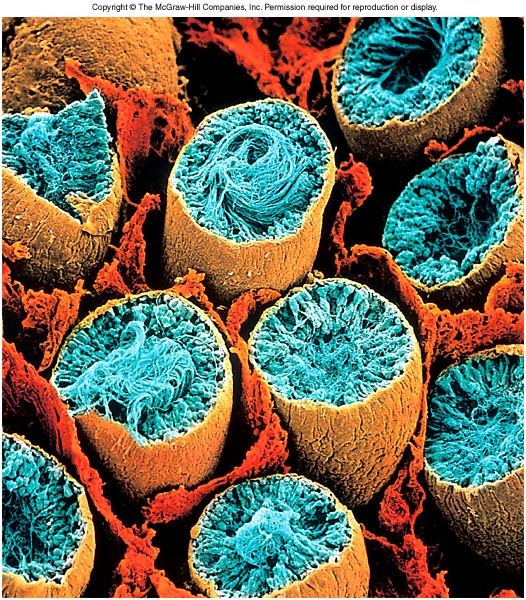 Copyright © The McGraw-Hill Companies, Inc. Permission required for reproduction or display.